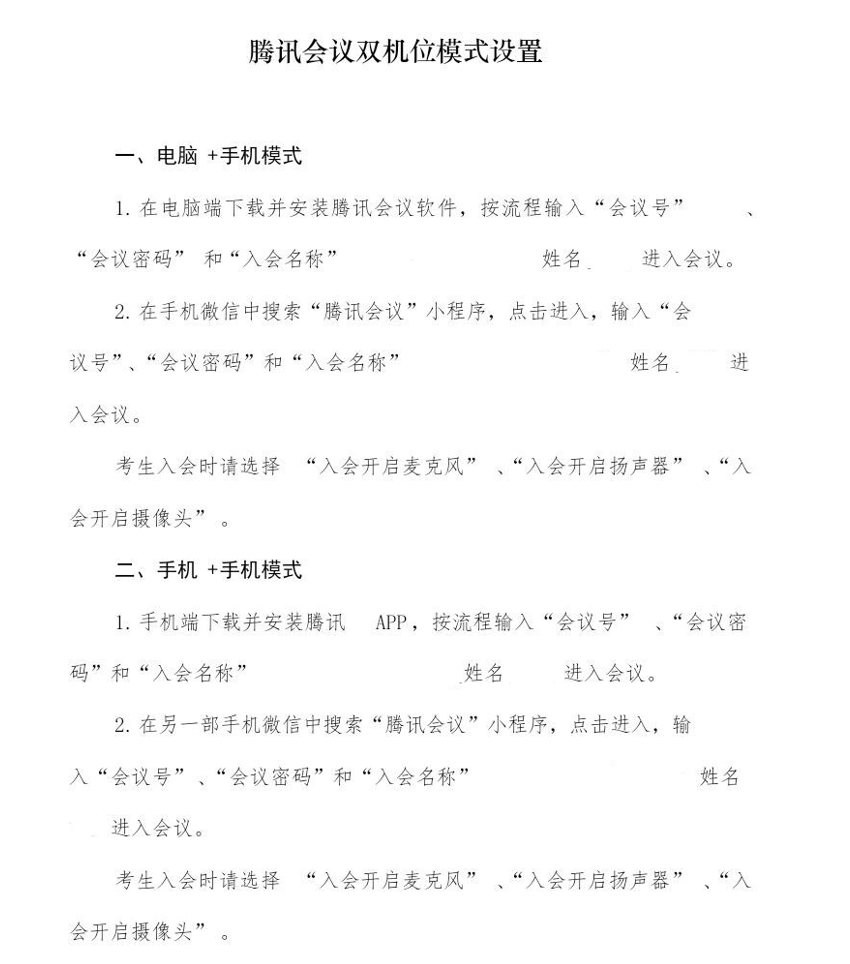 腾讯会议双机位模式设置
一、电脑 +手机模式
1. 在电脑端下载并安装腾讯会议软件，按流程输入“会议号” 、
“会议密码” 和“入会名称” 姓名 进入会议。
2. 在手机微信中搜索“腾讯会议”小程序，点击进入，输入“会
议号”、“会议密码”和“入会名称” 姓名 进
入会议。
考生入会时请选择 “入会开启麦克风” 、“入会开启扬声器” 、“入
会开启摄像头” 。
二、手机 +手机模式
1. 手机端下载并安装腾讯 APP，按流程输入“会议号” 、“会议密
码”和“入会名称” 姓名 进入会议。
2. 在另一部手机微信中搜索“腾讯会议”小程序，点击进入，输
入“会议号” 、“会议密码”和“入会名称” 姓名
进入会议。
考生入会时请选择 “入会开启麦克风” 、“入会开启扬声器” 、“入
会开启摄像头” 。